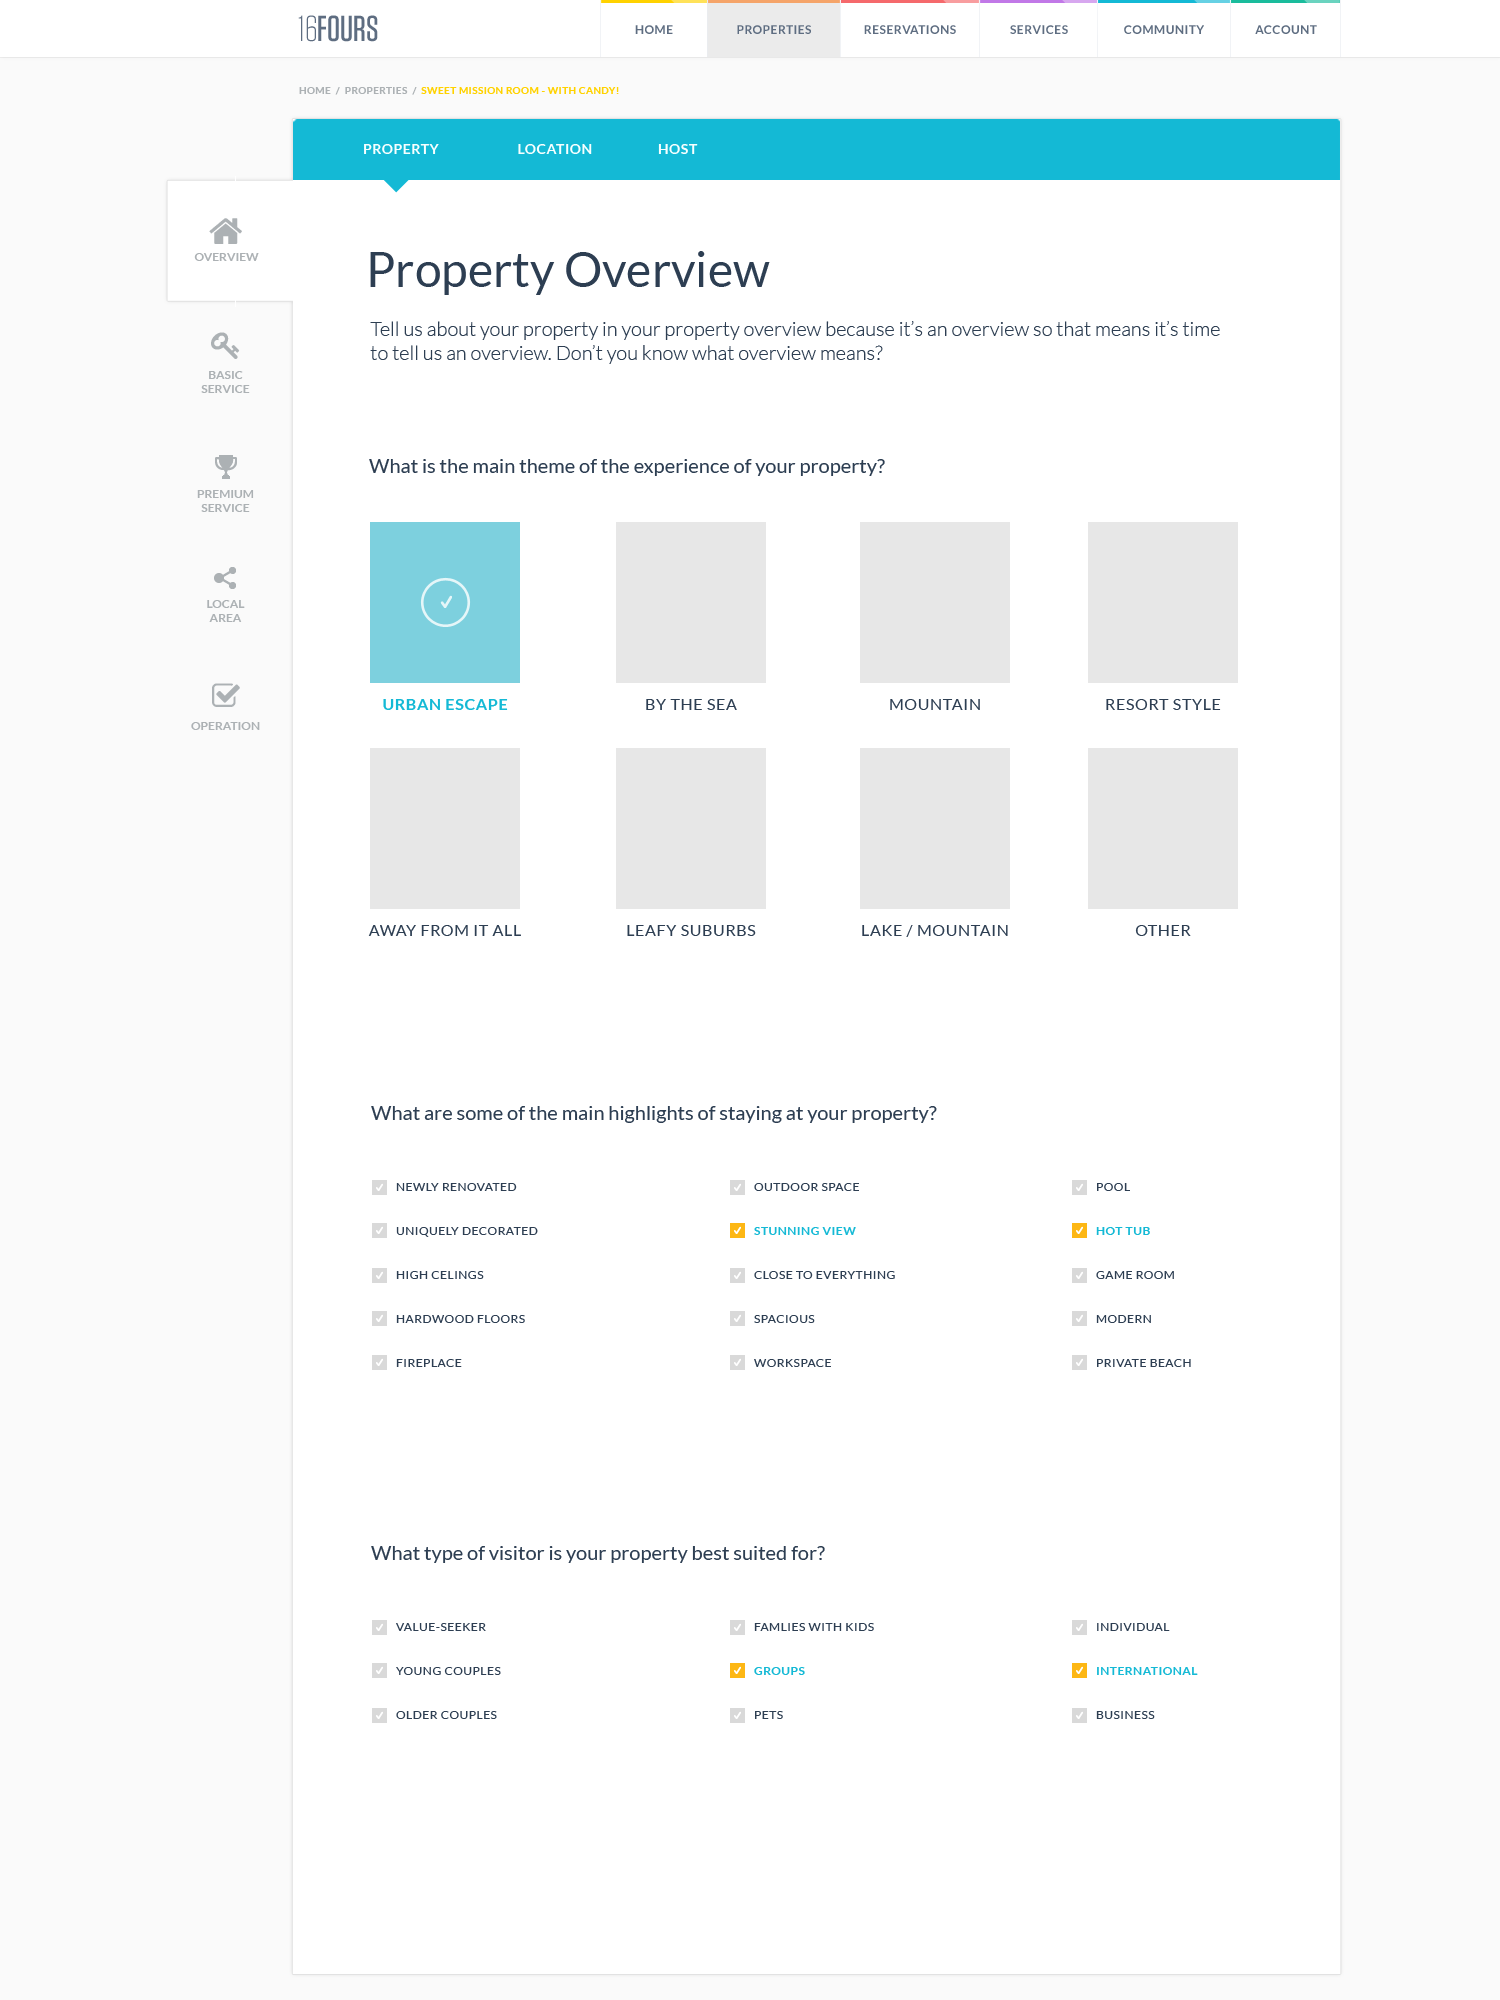 16FOURS
HOME
PROPERTIES
RESERVATIONS
SERVICES
COMMUNITY
ACCOUNT
HOME / PROPERTIES / SWEET MISSION ROOM - WITH CANDY!
PROPERTY
LOCATION
HOST
OVERVIEW
BASIC
SERVICE
PREMIUM
SERVICE
LOCAL
AREA
OPERATION
Property Overview
Tell us about your property in your property overview because it’s an overview so that means it’s time
to tell us an overview. Don’t you know what overview means?
What is the main theme of the experience of your property?
URBAN ESCAPE
BY THE SEA
MOUNTAIN
RESORT STYLE
AWAY FROM IT ALL
LEAFY SUBURBS
LAKE / MOUNTAIN
OTHER
What are some of the main highlights of staying at your property?
NEWLY RENOVATED
OUTDOOR SPACE
POOL
UNIQUELY DECORATED
STUNNING VIEW
HOT TUB
HIGH CELINGS
CLOSE TO EVERYTHING
GAME ROOM
HARDWOOD FLOORS
SPACIOUS
MODERN
FIREPLACE
WORKSPACE
PRIVATE BEACH
What type of visitor is your property best suited for?
VALUE-SEEKER
FAMLIES WITH KIDS
INDIVIDUAL
YOUNG COUPLES
GROUPS
INTERNATIONAL
OLDER COUPLES
PETS
BUSINESS